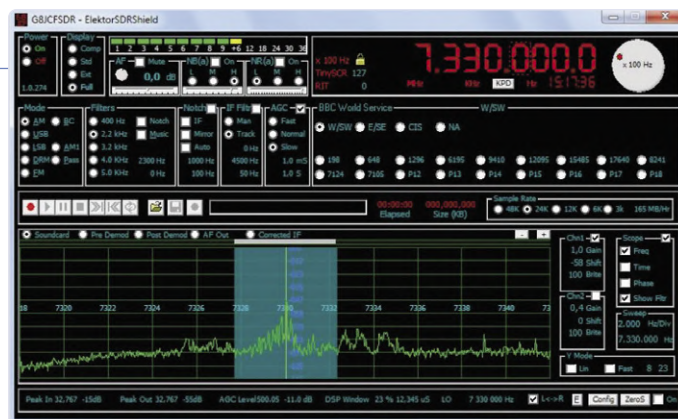 G8JCFSDR - ElektorSDRShield
Power Display
On Comp
Off Std
Ext
1.0.274 Full
1 2 3 4 5 6 7 8 9 +6 12 18 24 30 36
AF Mute NB(a) On NR(a) On
0,0 dB L M H L M H
x 100 Hz
TinySCR 127
RIT 0
7.330.000.0
MHz KHz KPD Hz 15:17:36
x 100 Hz
Mode Filters Notch IF Filtr AGC BBC World Service W/SW
AM BC 400 Hz Notch IF Man Fast W/SW E/SE CIS NA
USB 2,2 kHz Music Mirror Track Normal
LSB AM1 3.2 kHz Auto 0 Hz Slow 198 648 1296 6195 9410 12095 15485 17640 8241
DRM Pass 4.0 kHz 2300 Hz 1000 Hz 4500 Hz 1.0 mS
FM 5.0 kHz 0 Hz 100 Hz 50 Hz 1.0 S 7124 7105 P12 P13 P14 P15 P16 P17 P18
00:00:00 000,000,000
Elapsed Size (KB)
Sample Rate
48K 24K 12K 6K 3k 165 MB/Hr
Soundcard Pre Demod Post Demod AF Out Corrected IF - +
18 7320 7322 7324 7326 7328 7330 7332 7334 7336 7338 7340 734
Chn1
1,0 Gain
-58 Shift
100 Brite
Chn2
0,4 Gain
0 Shift
100 Brite
Scope
Freq
Time
Phase
Show Fltr
Sweep
2.000 Hz/Div
7.330.000 Hz
Y Mode
Lin Fast 8 23
Peak In 32.767 -15dB Peak Out 32.767 -55dB AGC Level500.05 -11.0 dB DSP Window 23 % 12,345 uS LO 7 330 000 Hz L<->R E Config ZeroS On